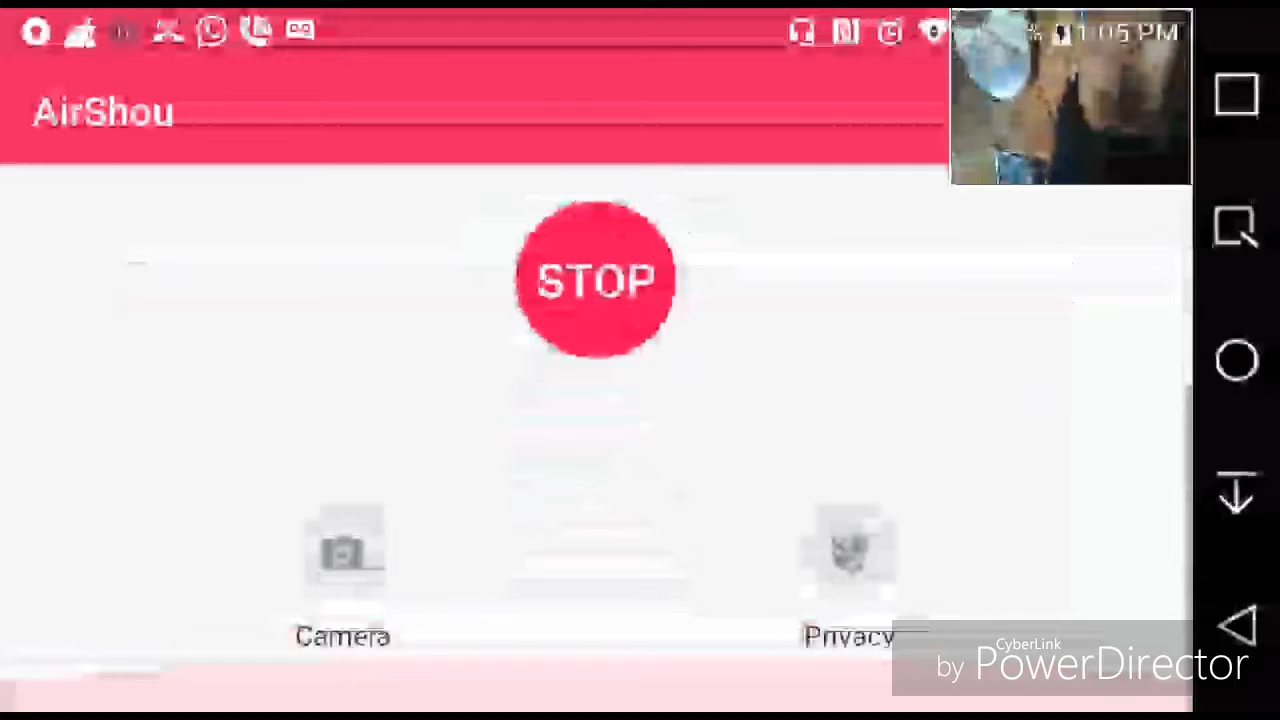 % 1:05 PM
AirShou
STOP
Camera
Privacy
CyberLink
by PowerDirector